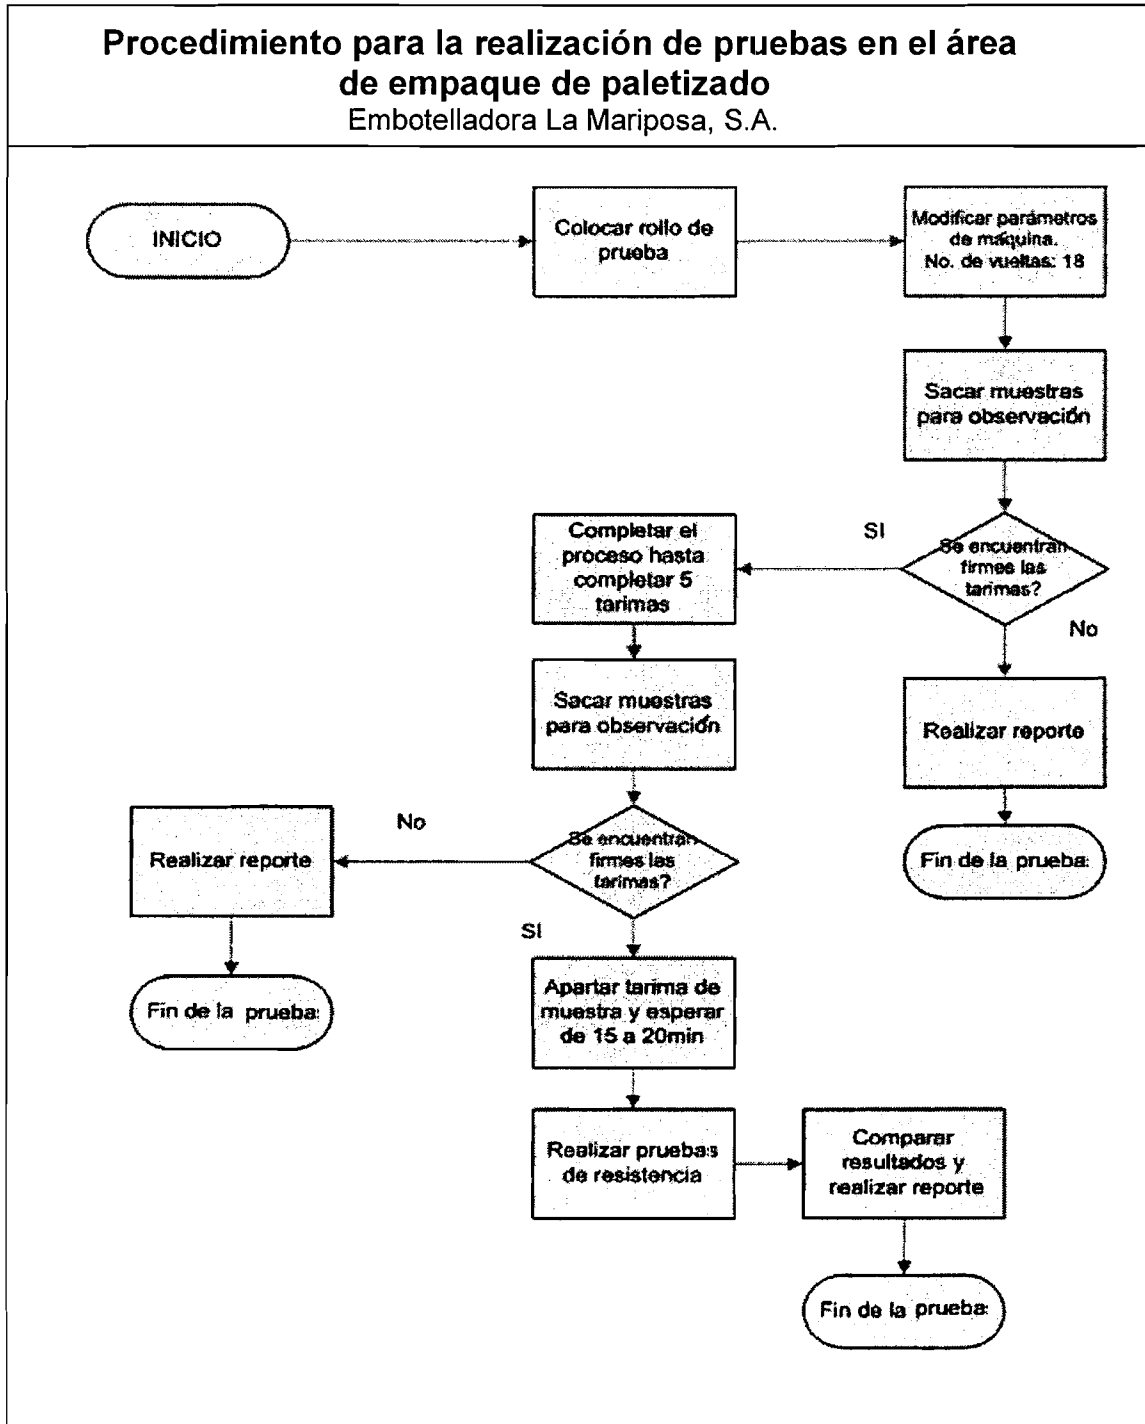 Procedimiento para la realización de pruebas en el área
de empaque de paletizado
Embotelladora La Mariposa, S.A.
INICIO
Colocar rollo de
prueba
Modificar parámetros
de máquina.
No. de vueltas: 18
Sacar muestras
para observación
Se encuentran
firmes las
tarimas?
SI
No
Completar el
proceso hasta
completar 5
tarimas
Realizar reporte
Fin de la prueba
Sacar muestras
para observación
Se encuentran
firmes las
tarimas?
No
SI
Realizar reporte
Fin de la prueba
Apartar tarima de
muestra y esperar
de 15 a 20min
Realizar pruebas
de resistencia
Comparar
resultados y
realizar reporte
Fin de la prueba